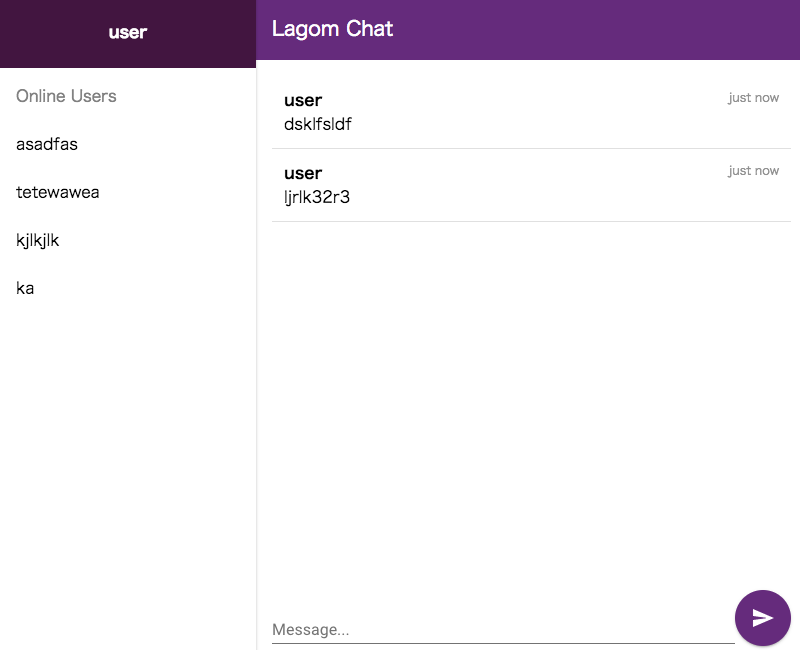 user
Online Users
asadfas
tetewawea
kjlkjlk
ka
Lagom Chat
user
just now
dsklfsldf
user
just now
ljrlk32r3
Message...